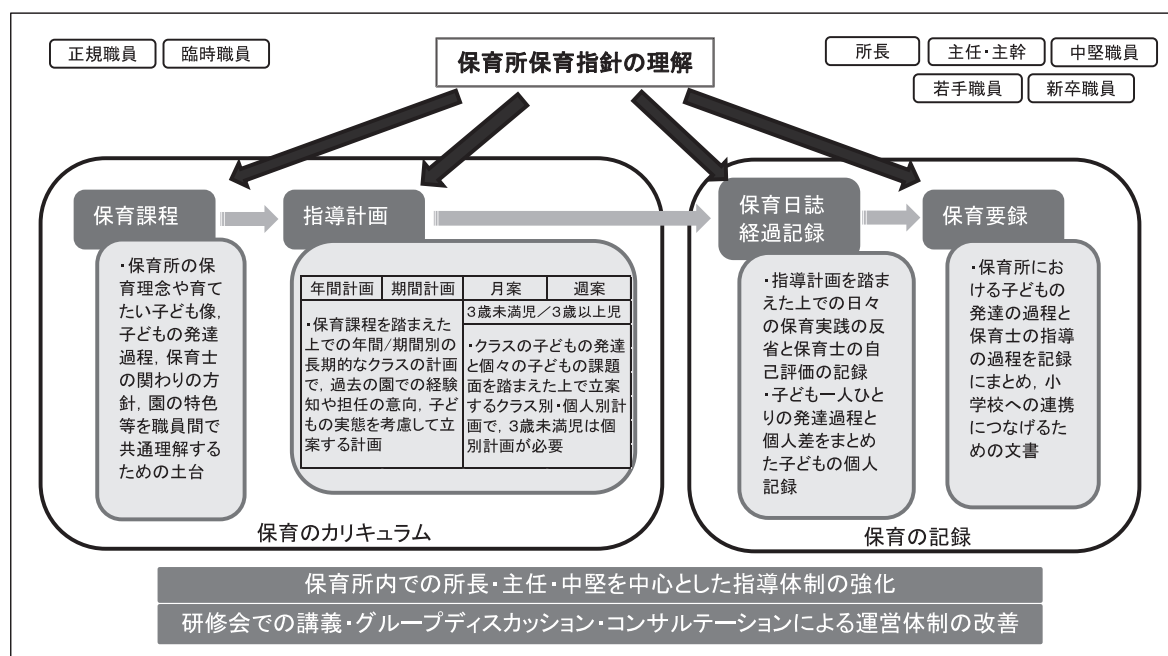 正規職員
臨時職員
保育所保育指針の理解
所長
主任・主幹
中堅職員
若手職員
新卒職員
保育課程
・保育所の保
育理念や育て
たい子ども像,
子どもの発達
過程, 保育士
の関わりの方
針, 園の特色
等を職員間で
共通理解する
ための土台
指導計画
年間計画
期間計画
月案
週案
3歳未満児／3歳以上児
・保育課程を踏まえた
上での年間/期間別の
長期的なクラスの計画
で, 過去の園での経験
知や担任の意向, 子ど
もの実態を考慮して立
案する計画
・クラスの子どもの発達
と個々の子どもの課題
面を踏まえた上で立案
するクラス別・個人別計
画で, 3歳未満児は個
別計画が必要
保育のカリキュラム
保育日誌
経過記録
・指導計画を踏ま
えた上での日々
の保育実践の反
省と保育士の自
己評価の記録
・子ども一人ひと
りの発達過程と
個人差をまとめ
た子どもの個人
記録
保育要録
・保育所にお
ける子どもの
発達の過程と
保育士の指導
の過程を記録
にまとめ, 小
学校への連携
につなげるた
めの文書
保育の記録
保育所内での所長・主任・中堅を中心とした指導体制の強化
研修会での講義・グループディスカッション・コンサルテーションによる運営体制の改善